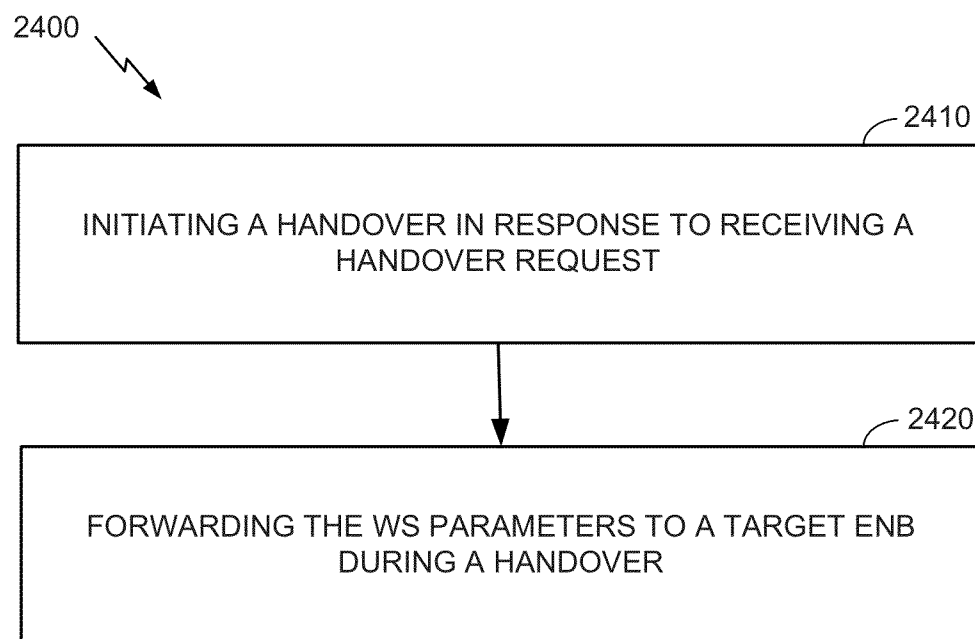 2400
2410
INITIATING A HANDOVER IN RESPONSE TO RECEIVING A
HANDOVER REQUEST
2420
FORWARDING THE WS PARAMETERS TO A TARGET ENB
DURING A HANDOVER